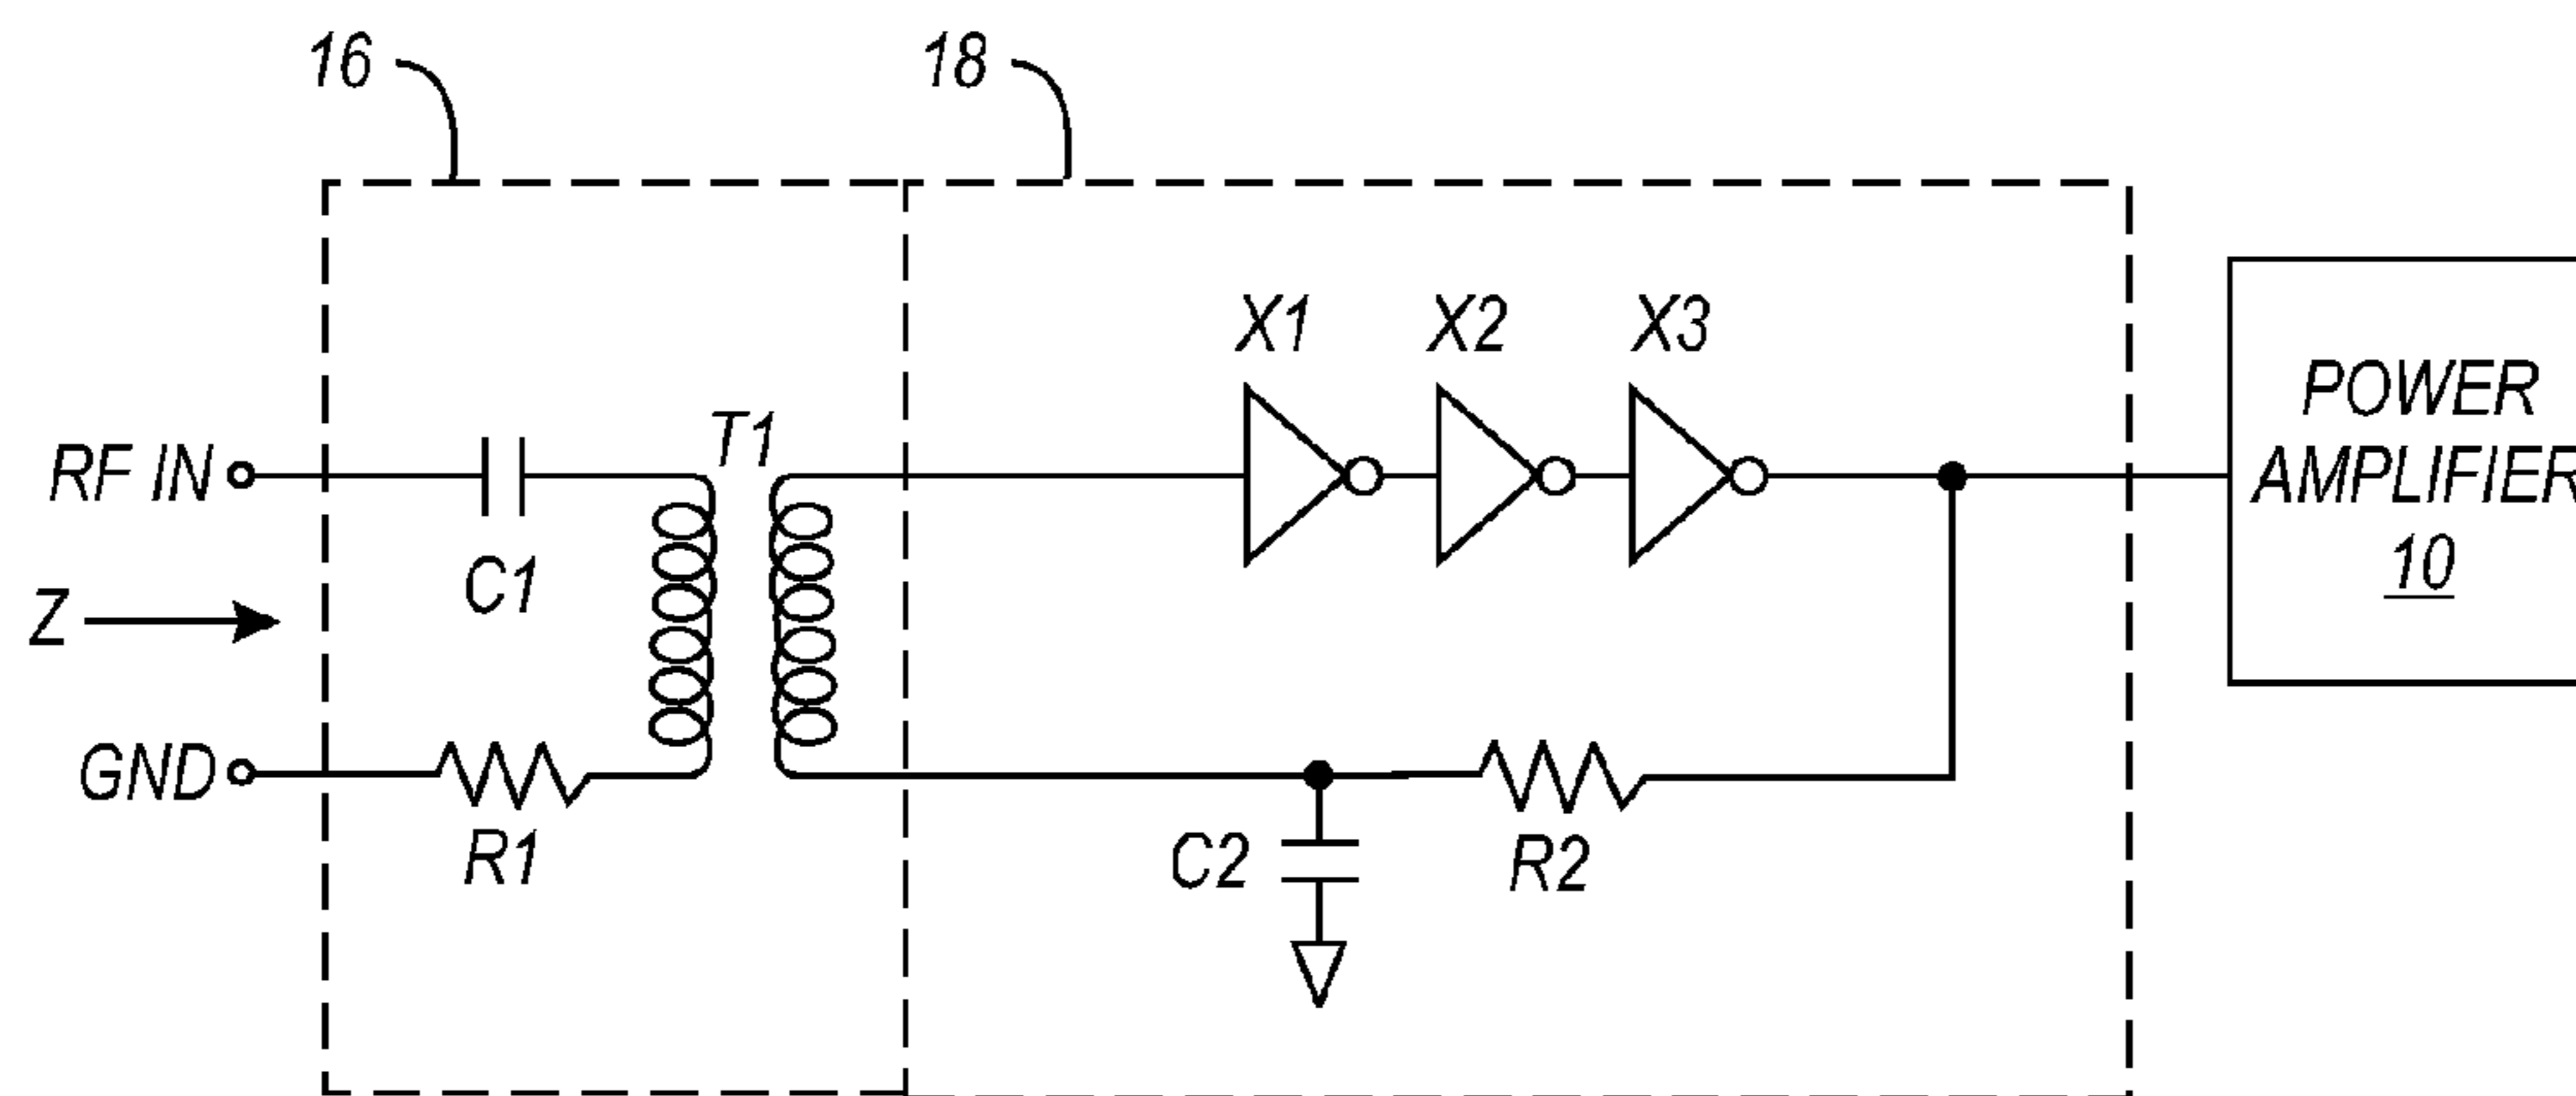 16
18
X1 X2 X3
T1
RF IN
C1
Z
GND
R1
C2
R2
POWER
AMPLIFIER
10